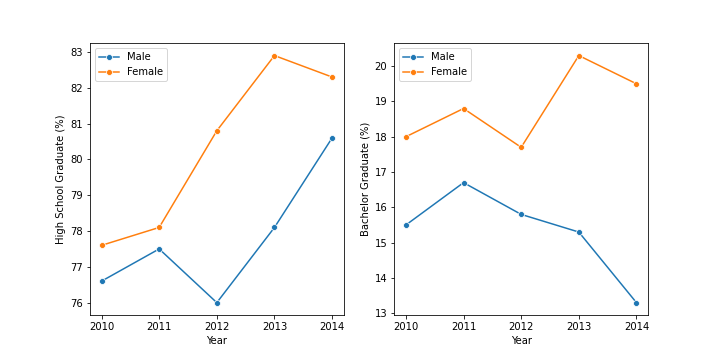 High School Graduate (%)
83
82
81
80
79
78
77
76
Male
Female
2010 2011 2012 2013 2014
Year
Bachelor Graduate (%)
20
19
18
17
16
15
14
13
Male
Female
2010 2011 2012 2013 2014
Year